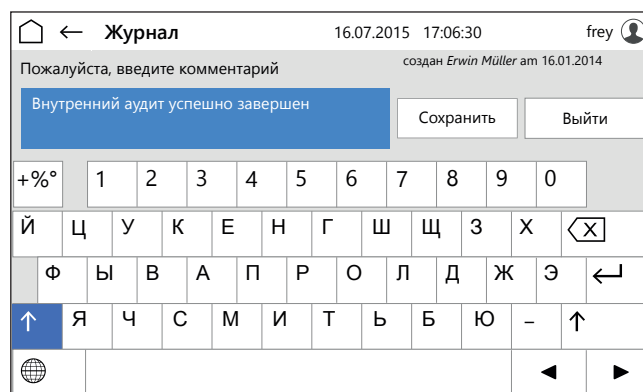 ← Журнал 16.07.2015 17:06:30 frey
Пожалуйста, введите комментарий создан Erwin Müller am 16.01.2014
Внутренний аудит успешно завершен
Сохранить Выйти
+%° 1 2 3 4 5 6 7 8 9 0
Й Ц У К Е Н Г Ш Щ З Х
Ф Ы В А П Р О Л Д Ж Э ↵
↑ Я Ч С М И Т Ь Б Ю – ↑
◄ ►